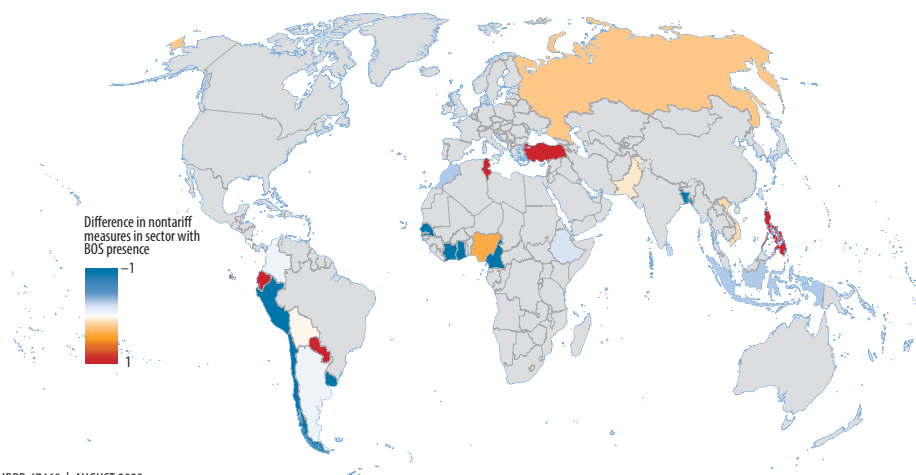 Difference in nontariff
measures in sector with
BOS presence
−1
1